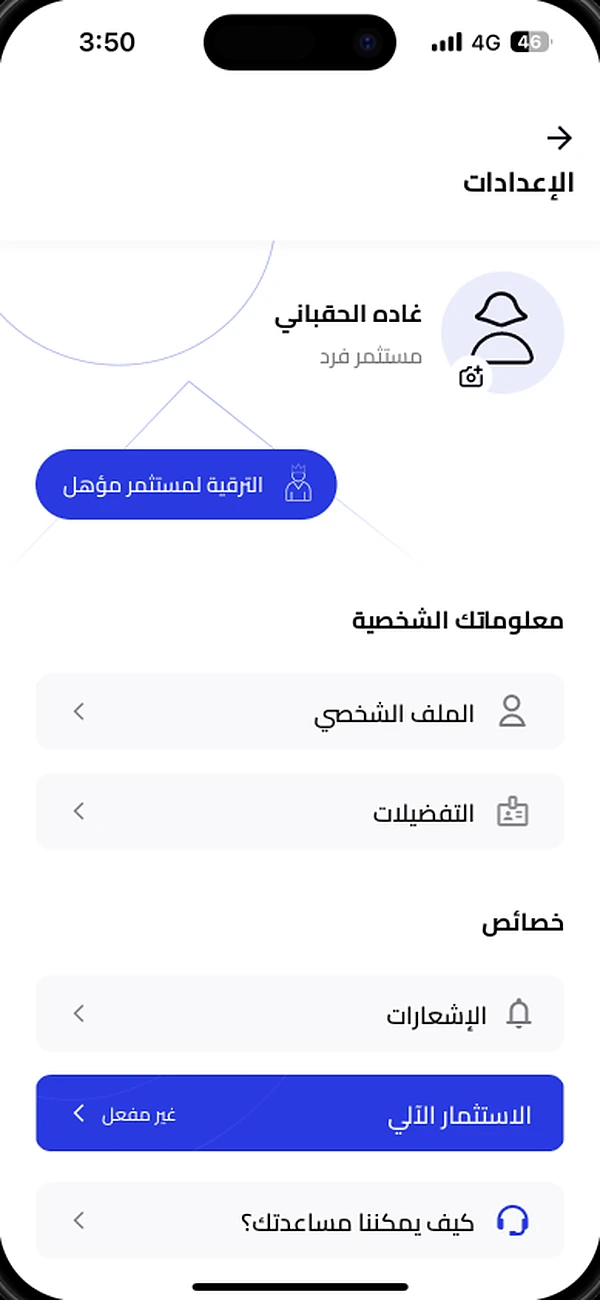 3:50 4G 46
الإعدادات
غاده الحقباني
مستثمر فرد
الترقية لمستثمر مؤهل
معلوماتك الشخصية
الملف الشخصي
التفضيلات
خصائص
الإشعارات
الاستثمار الآلي غير مفعل
كيف يمكننا مساعدتك؟